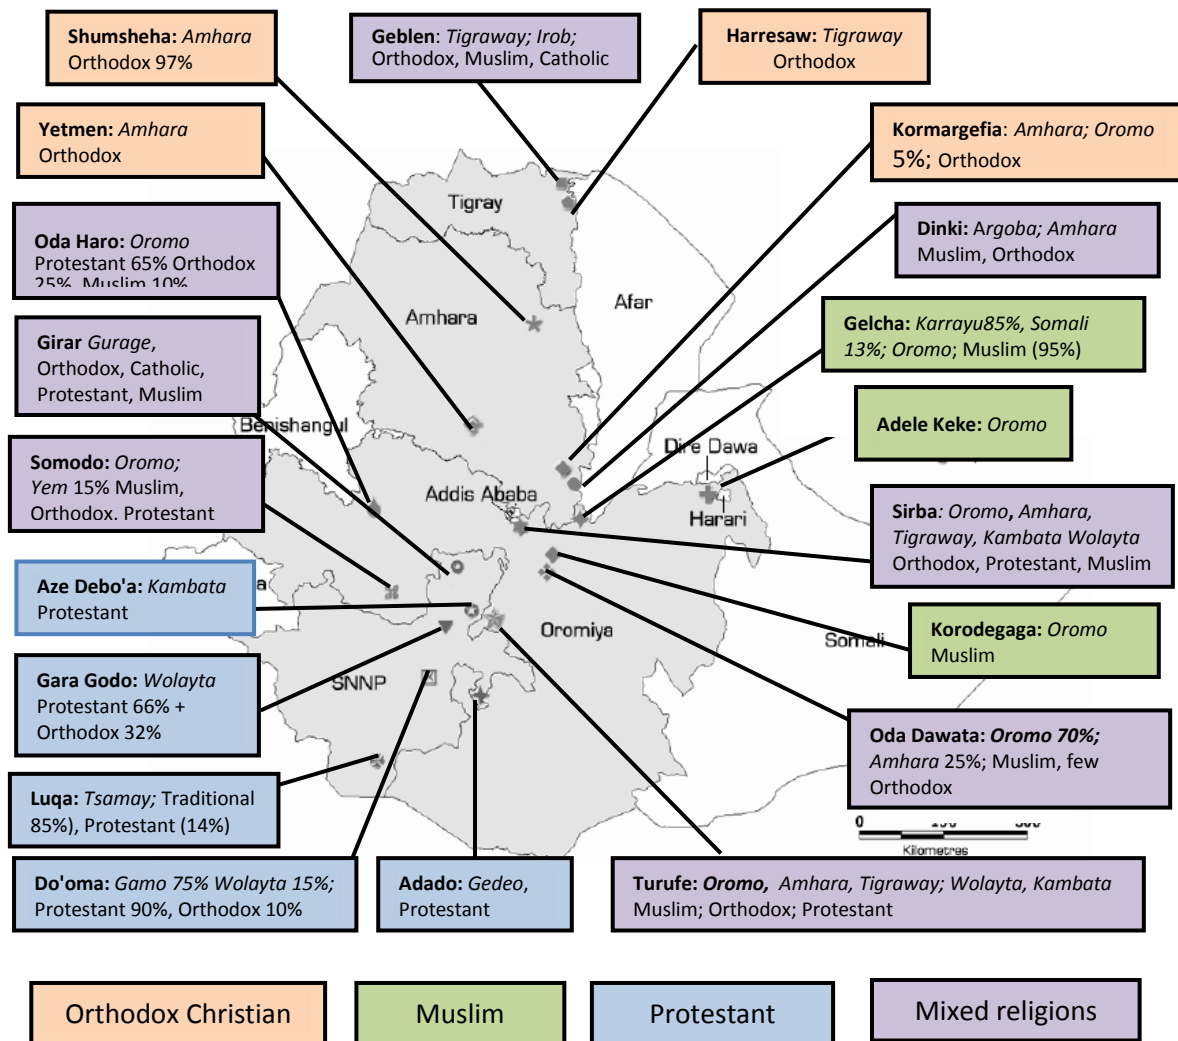 Shumsheha: Amhara
Orthodox 97%
Geblen: Tigraway; Irob;
Orthodox, Muslim, Catholic
Harresaw: Tigraway
Orthodox
Yetmen: Amhara
Orthodox
Kormargefia: Amhara; Oromo
5%; Orthodox
Oda Haro: Oromo
Protestant 65% Orthodox
25%, Muslim 10%
Dinki: Argoba; Amhara
Muslim, Orthodox
Girar Gurage,
Orthodox, Catholic,
Protestant, Muslim
Gelcha: Karrayu85%, Somali
13%; Oromo; Muslim (95%)
Adele Keke: Oromo
Somodo: Oromo;
Yem 15% Muslim,
Orthodox. Protestant
Sirba: Oromo, Amhara,
Tigraway, Kambata Wolayta
Orthodox, Protestant, Muslim
Aze Debo'a: Kambata
Protestant
Korodegaga: Oromo
Muslim
Gara Godo: Wolayta
Protestant 66% +
Orthodox 32%
Oda Dawata: Oromo 70%;
Amhara 25%; Muslim, few
Orthodox
Luqa: Tsamay; Traditional
85%), Protestant (14%)
Do'oma: Gamo 75% Wolayta 15%;
Protestant 90%, Orthodox 10%
Adado: Gedeo,
Protestant
Turufe: Oromo, Amhara, Tigraway; Wolayta, Kambata
Muslim; Orthodox; Protestant
Tigray
Afar
Amhara
Benishangul
Dire Dawa
Addis Ababa
Harari
a
Oromiya
Somali
SNNP
0 150 300
Kilometres
Orthodox Christian
Muslim
Protestant
Mixed religions